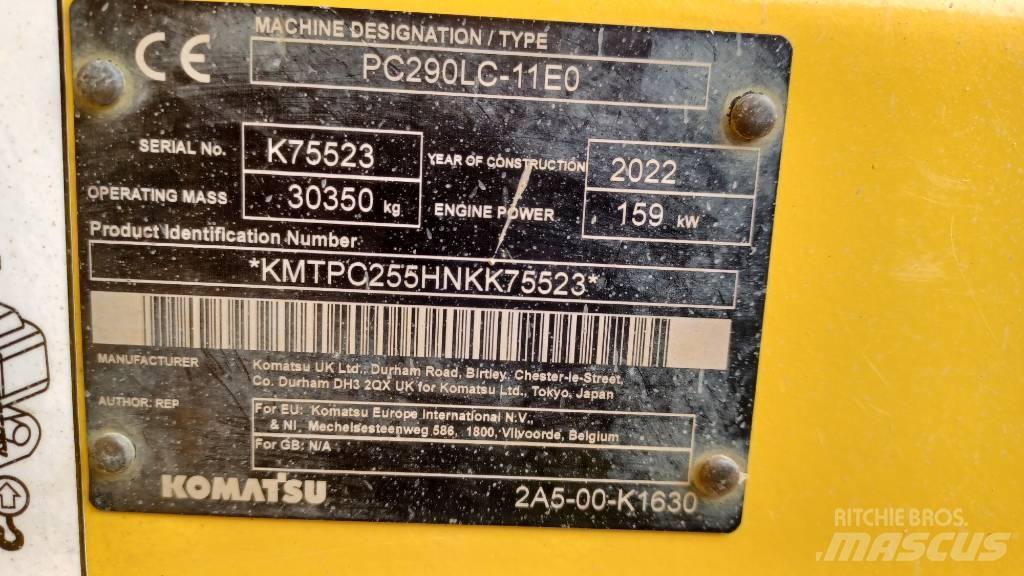 CE
MACHINE DESIGNATION / TYPE
PC290LC-11E0
SERIAL No. K75523 YEAR OF CONSTRUCTION 2022
OPERATING MASS 30350 kg ENGINE POWER 159 kW
Product Identification Number
*KMTPC255HNKK75523*
MANUFACTURER Komatsu UK Ltd., Durham Road, Birtley, Chester-le-Street,
Co. Durham DH3 2QX UK for Komatsu Ltd., Tokyo, Japan
AUTHOR: REP For EU: Komatsu Europe International N.V.,
& NI, Mechelsesteenweg 586, 1800, Vilvoorde, Belgium
For GB: N/A
KOMATSU 2A5-00-K1630
RITCHIE BROS.
MASCUS